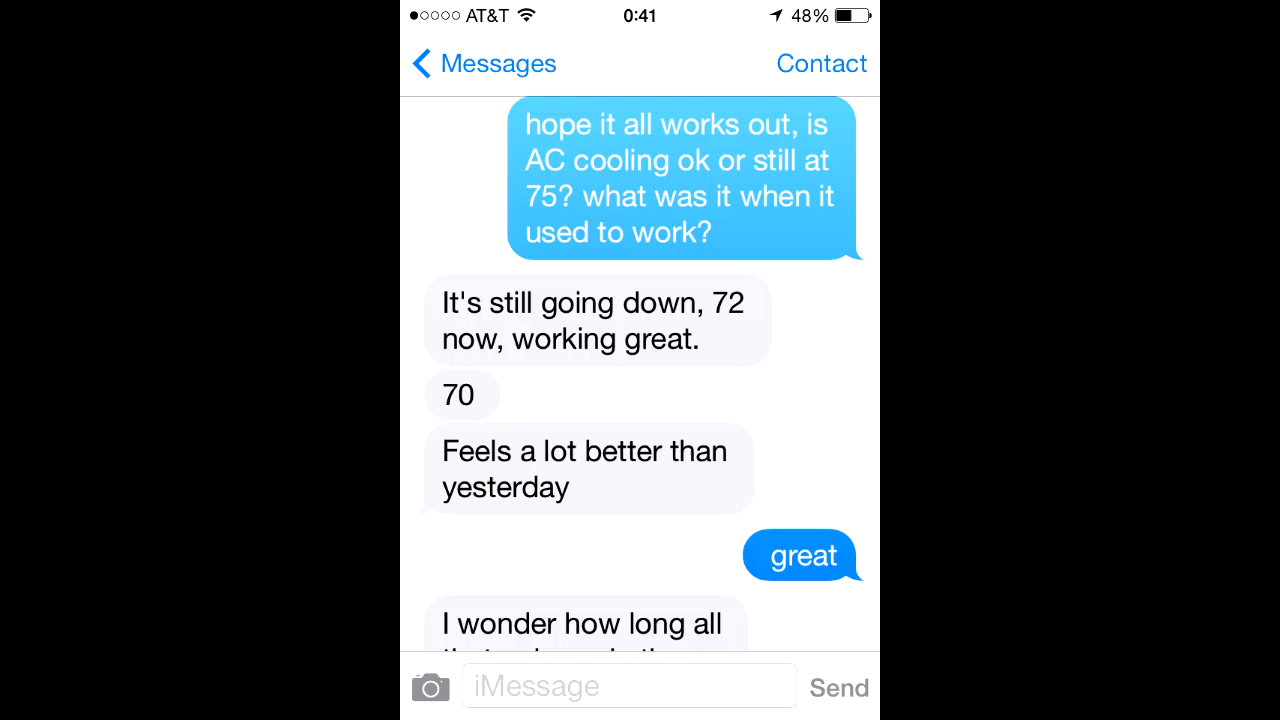 AT&T 0:41 48%
Messages Contact
hope it all works out, is
AC cooling ok or still at
75? what was it when it
used to work?
It's still going down, 72
now, working great.
70
Feels a lot better than
yesterday
great
I wonder how long all
iMessage Send